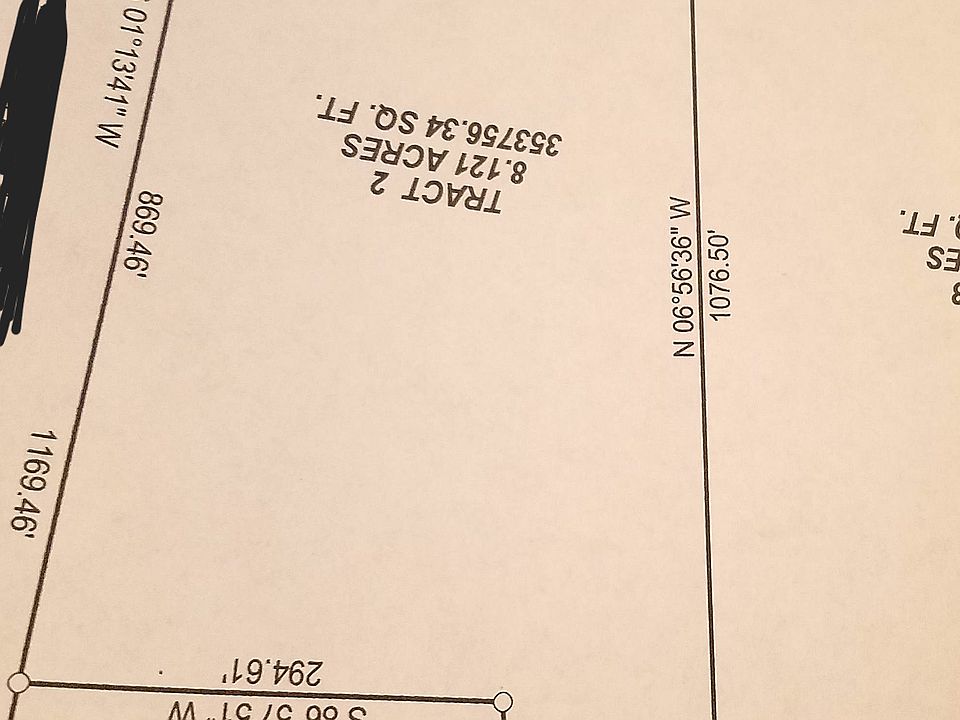 01°13'41" W
869.46'
1169.46'
TRACT 2
8.121 ACRES
353756.34 SQ. FT.
N 06°56'36" W
1076.50'
294.61'
FT.